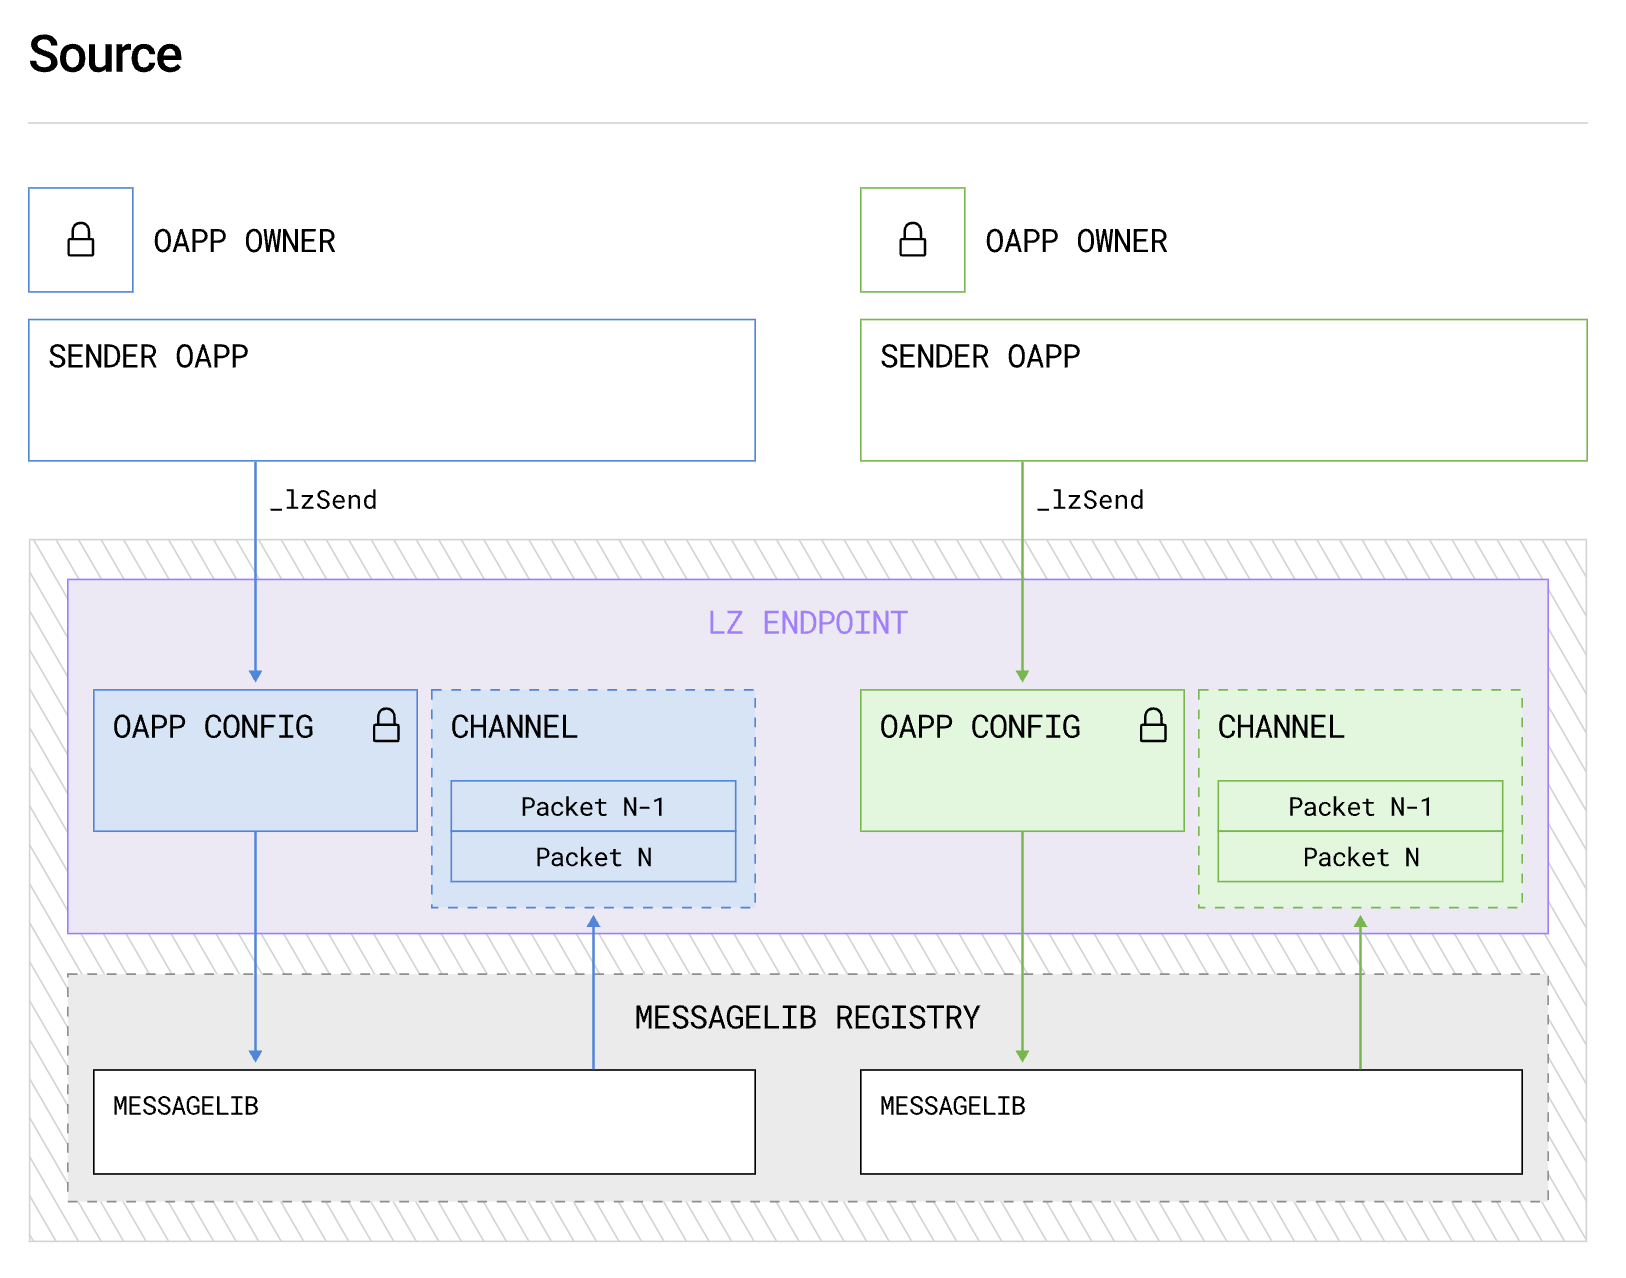 Source
OAPP OWNER
OAPP OWNER
SENDER OAPP
SENDER OAPP
_lzSend
_lzSend
LZ ENDPOINT
OAPP CONFIG
CHANNEL
Packet N-1
Packet N
OAPP CONFIG
CHANNEL
Packet N-1
Packet N
MESSAGELIB REGISTRY
MESSAGELIB
MESSAGELIB